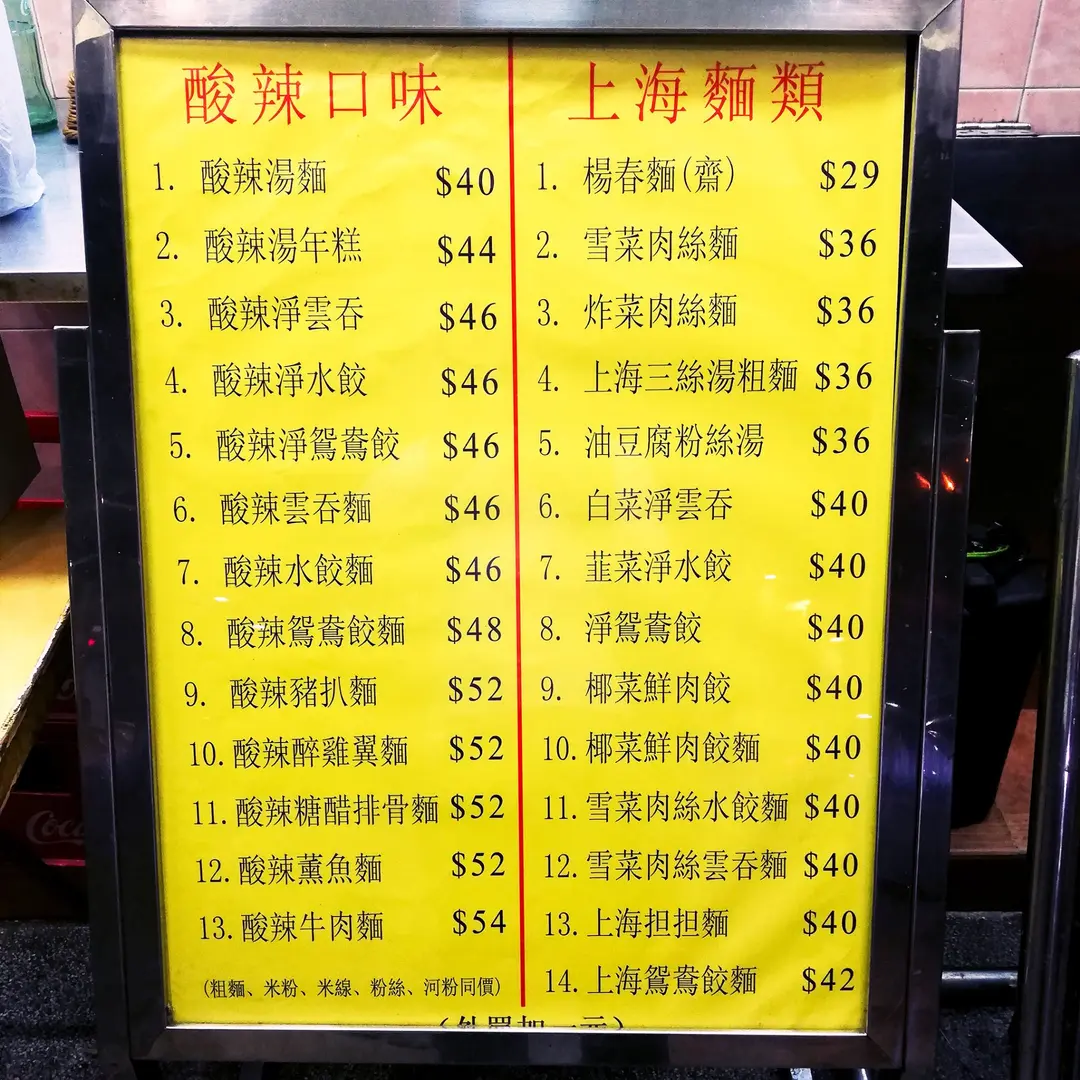 酸辣口味
1. 酸辣湯麵 $40
2. 酸辣湯年糕 $44
3. 酸辣淨雲吞 $46
4. 酸辣淨水餃 $46
5. 酸辣淨鴛鴦餃 $46
6. 酸辣雲吞麵 $46
7. 酸辣水餃麵 $46
8. 酸辣鴛鴦餃麵 $48
9. 酸辣豬扒麵 $52
10. 酸辣醉雞翼麵 $52
11. 酸辣糖醋排骨麵 $52
12. 酸辣薰魚麵 $52
13. 酸辣牛肉麵 $54
(粗麵、米粉、米線、粉絲、河粉同價)
上海麵類
1. 楊春麵(齋) $29
2. 雪菜肉絲麵 $36
3. 炸菜肉絲麵 $36
4. 上海三絲湯粗麵 $36
5. 油豆腐粉絲湯 $36
6. 白菜淨雲吞 $40
7. 韮菜淨水餃 $40
8. 淨鴛鴦餃 $40
9. 椰菜鮮肉餃 $40
10. 椰菜鮮肉餃麵 $40
11. 雪菜肉絲水餃麵 $40
12. 雪菜肉絲雲吞麵 $40
13. 上海担担麵 $40
14. 上海鴛鴦餃麵 $42
Coca